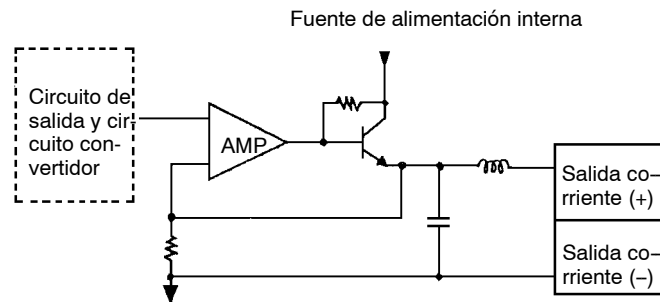 Fuente de alimentación interna
Circuito de
salida y cir-
cuito con-
vertidor
AMP
Salida co-
rriente (+)
Salida co-
rriente (–)